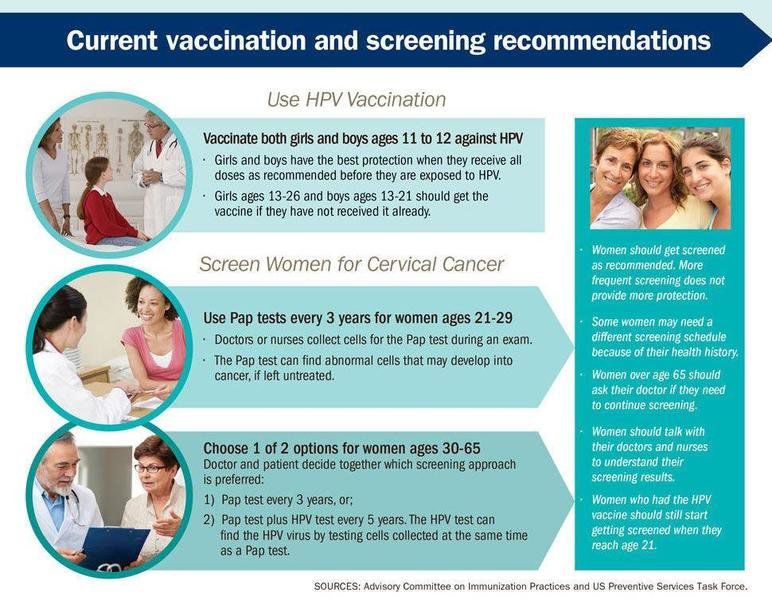 Current vaccination and screening recommendations
Use HPV Vaccination
Vaccinate both girls and boys ages 11 to 12 against HPV
· Girls and boys have the best protection when they receive all
doses as recommended before they are exposed to HPV.
· Girls ages 13-26 and boys ages 13-21 should get the
vaccine if they have not received it already.
Screen Women for Cervical Cancer
Use Pap tests every 3 years for women ages 21-29
· Doctors or nurses collect cells for the Pap test during an exam.
· The Pap test can find abnormal cells that may develop into
cancer, if left untreated.
Choose 1 of 2 options for women ages 30-65
Doctor and patient decide together which screening approach
is preferred:
1) Pap test every 3 years, or;
2) Pap test plus HPV test every 5 years. The HPV test can
find the HPV virus by testing cells collected at the same time
as a Pap test.
· Women should get screened
as recommended. More
frequent screening does not
provide more protection.
· Some women may need a
different screening schedule
because of their health history.
· Women over age 65 should
ask their doctor if they need
to continue screening.
· Women should talk with
their doctors and nurses
to understand their
screening results.
· Women who had the HPV
vaccine should still start
getting screened when they
reach age 21.
SOURCES: Advisory Committee on Immunization Practices and US Preventive Services Task Force.